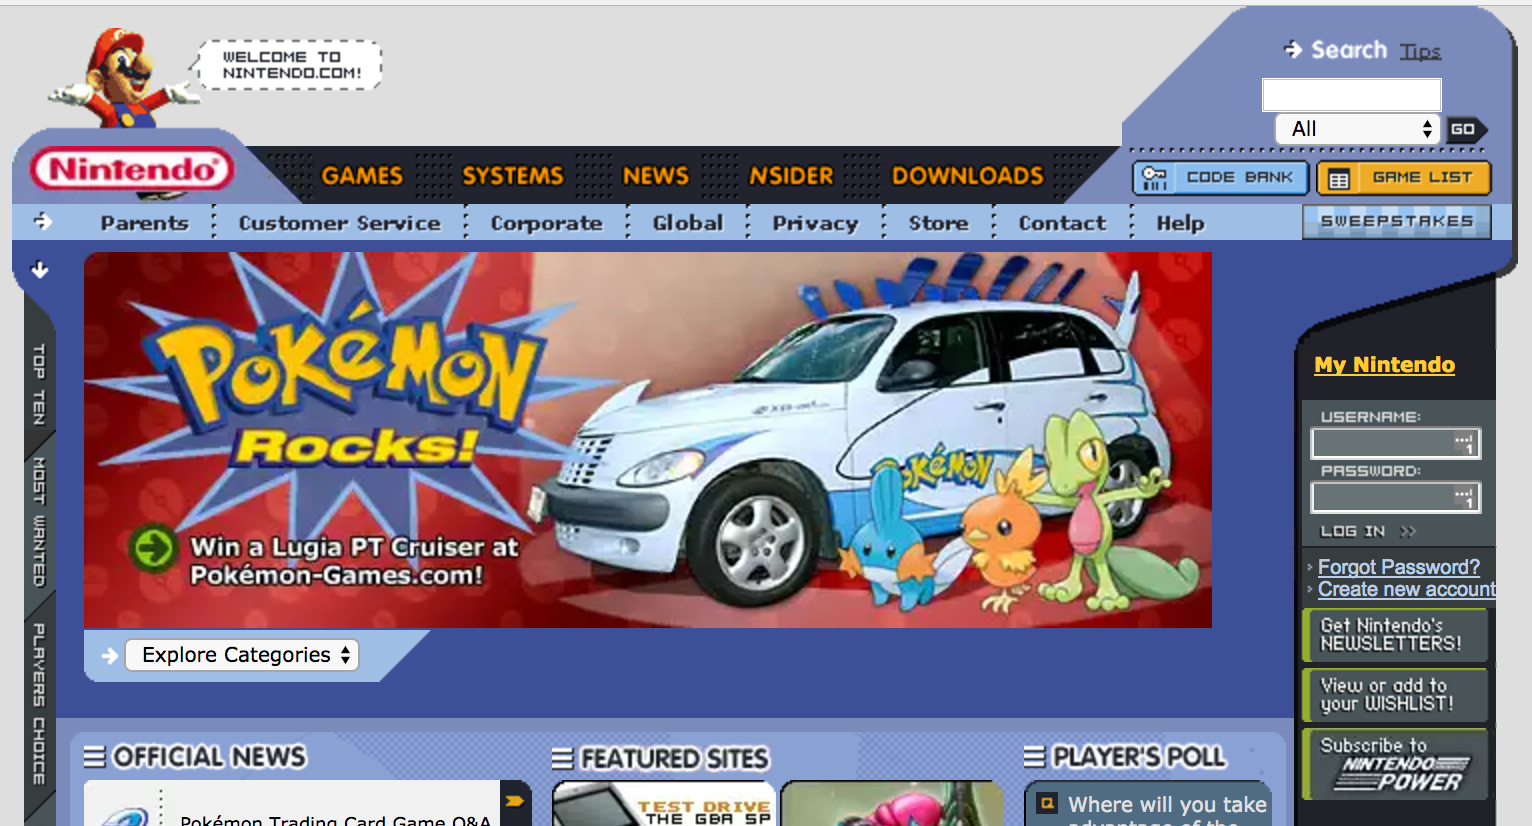 WELCOME TO
NINTENDO.COM!
Search Tips
All
GO
Nintendo®
GAMES SYSTEMS NEWS NSIDER DOWNLOADS
CODE BANK
GAME LIST
Parents Customer Service Corporate Global Privacy Store Contact Help
SWEEPSTAKES
TOP TEN
MOST WANTED
PLAYERS CHOICE
POKéMON
Rocks!
POKéMON
Win a Lugia PT Cruiser at
Pokémon-Games.com!
Explore Categories
My Nintendo
USERNAME:
PASSWORD:
LOG IN >>
Forgot Password?
Create new account
Get Nintendo's
NEWSLETTERS!
View or add to
your WISHLIST!
Subscribe to
NINTENDO
POWER
OFFICIAL NEWS
Pokémon Trading Card Game Q&A
FEATURED SITES
TEST DRIVE
THE GBA SP
PLAYER'S POLL
Q Where will you take
advantage of the